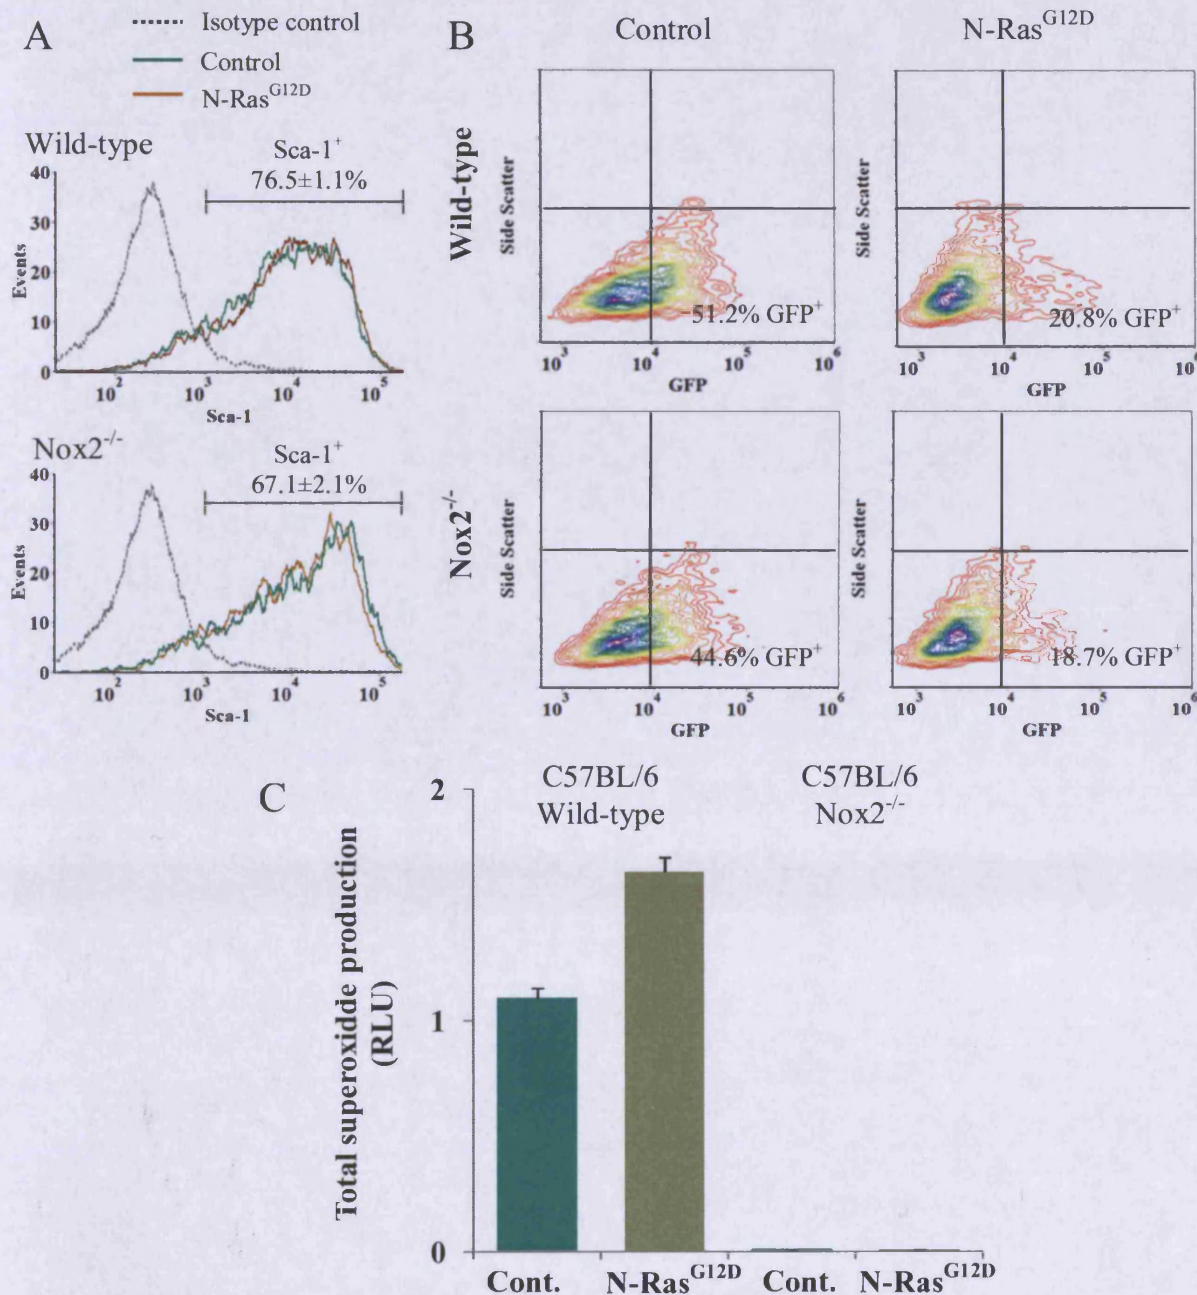 A
Isotype control
Control
N-Ras^G12D
Wild-type
Sca-1⁺
76.5±1.1%
40
30
20
10
0
Events
10² 10³ 10⁴ 10⁵
Sca-1
Nox2⁻/⁻
Sca-1⁺
67.1±2.1%
40
30
20
10
0
Events
10² 10³ 10⁴ 10⁵
Sca-1
B
Control N-Ras^G12D
Wild-type
Side Scatter
51.2% GFP⁺
10³ 10⁴ 10⁵ 10⁶
GFP
Side Scatter
20.8% GFP⁺
10³ 10⁴ 10⁵ 10⁶
GFP
Nox2⁻/⁻
Side Scatter
44.6% GFP⁺
10³ 10⁴ 10⁵ 10⁶
GFP
Side Scatter
18.7% GFP⁺
10³ 10⁴ 10⁵ 10⁶
GFP
C
C57BL/6 C57BL/6
Wild-type Nox2⁻/⁻
Total superoxidde production
(RLU)
2
1
0
Cont. N-Ras^G12D Cont. N-Ras^G12D